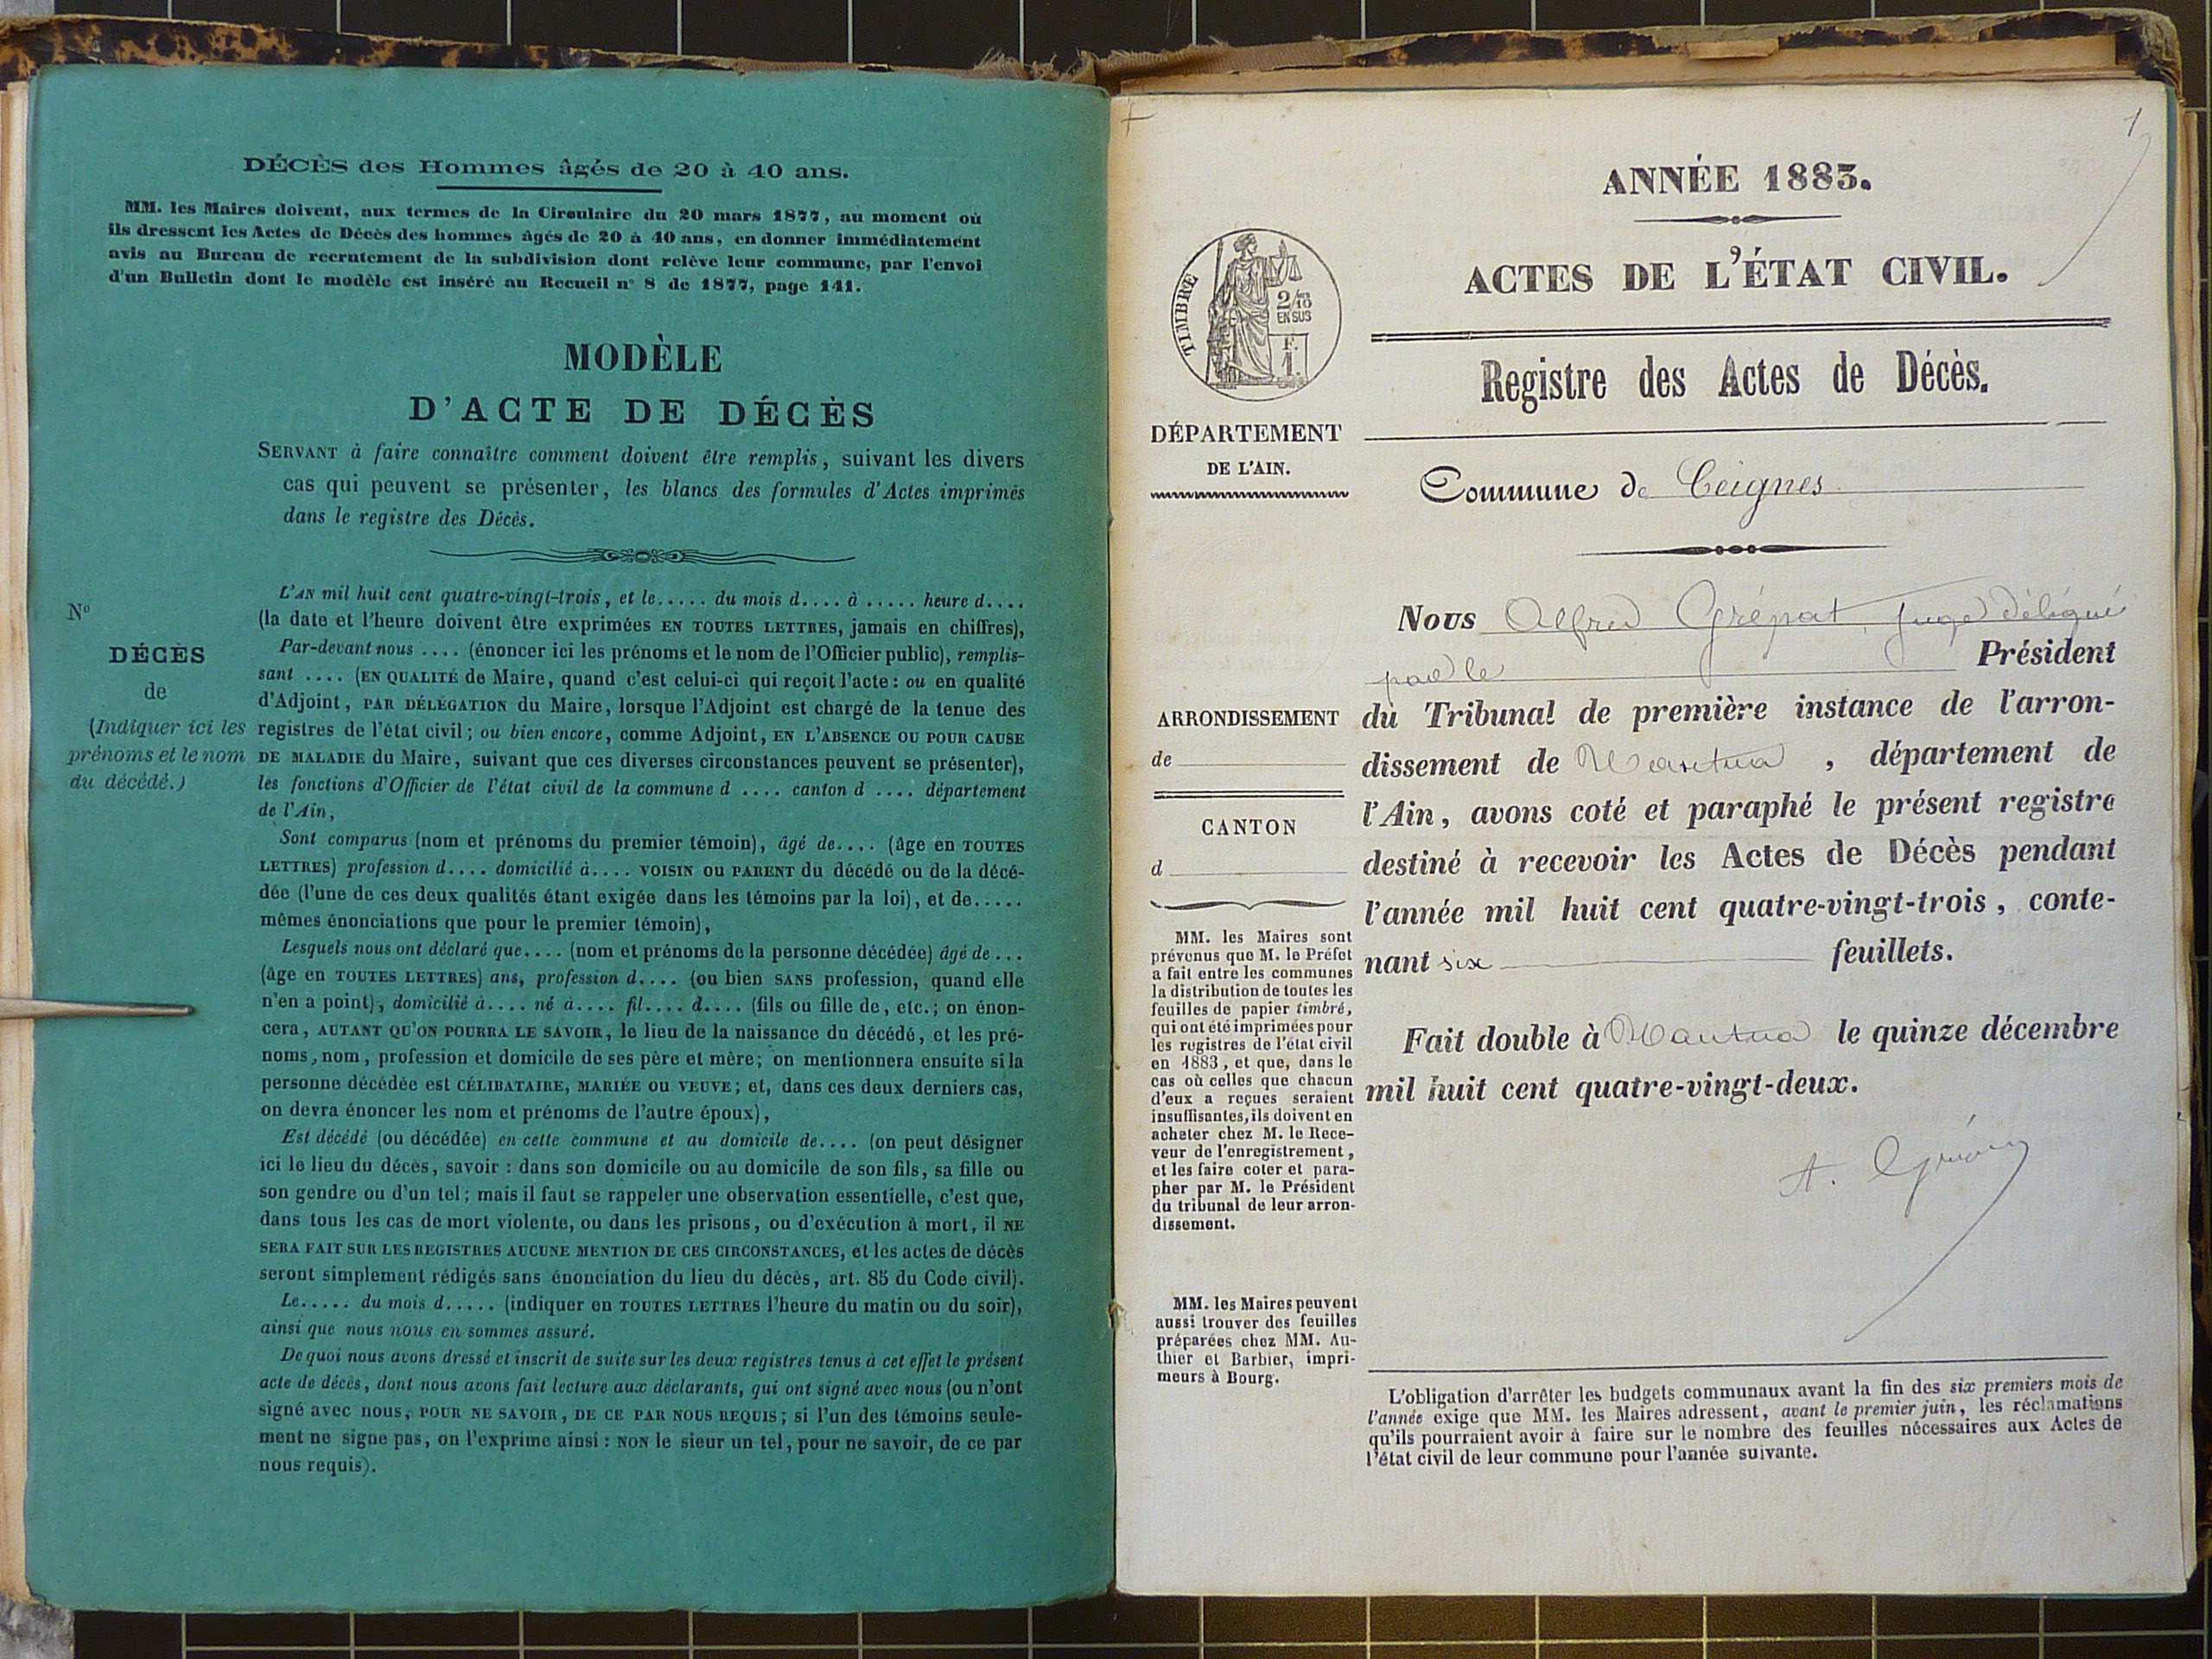 DÉCÈS des Hommes âgés de 20 à 40 ans.
MM. les Maires doivent, aux termes de la Circulaire du 20 mars 1877, au moment où
ils dressent les Actes de Décès des hommes âgés de 20 à 40 ans, en donner immédiatement
avis au Bureau de recrutement de la subdivision dont relève leur commune, par l'envoi
d'un Bulletin dont le modèle est inséré au Recueil n° 8 de 1877, page 141.
MODÈLE
D'ACTE DE DÉCÈS
SERVANT à faire connaître comment doivent être remplis, suivant les divers
cas qui peuvent se présenter, les blancs des formules d'Actes imprimés
dans le registre des Décès.
N°
DÉCÈS
de
(Indiquer ici les
prénoms et le nom
du décédé.)
L'AN mil huit cent quatre-vingt-trois, et le..... du mois d.... à ..... heure d....
(la date et l'heure doivent être exprimées EN TOUTES LETTRES, jamais en chiffres),
Par-devant nous .... (énoncer ici les prénoms et le nom de l'Officier public), remplis-
sant .... (EN QUALITÉ de Maire, quand c'est celui-ci qui reçoit l'acte: ou en qualité
d'Adjoint, PAR DÉLÉGATION du Maire, lorsque l'Adjoint est chargé de la tenue des
registres de l'état civil; ou bien encore, comme Adjoint, EN L'ABSENCE OU POUR CAUSE
DE MALADIE du Maire, suivant que ces diverses circonstances peuvent se présenter),
les fonctions d'Officier de l'état civil de la commune d .... canton d .... département
de l'Ain,
Sont comparus (nom et prénoms du premier témoin), âgé de.... (âge en TOUTES
LETTRES) profession d.... domicilié à.... VOISIN OU PARENT du décédé ou de la décé-
dée (l'une de ces deux qualités étant exigée dans les témoins par la loi), et de.....
mêmes énonciations que pour le premier témoin),
Lesquels nous ont déclaré que.... (nom et prénoms de la personne décédée) âgé de ...
(âge en TOUTES LETTRES) ans, profession d.... (ou bien SANS profession, quand elle
n'en a point), domicilié à.... né à.... fil.... d.... (fils ou fille de, etc.; on énon-
cera, AUTANT QU'ON POURRA LE SAVOIR, le lieu de la naissance du décédé, et les pré-
noms, nom, profession et domicile de ses père et mère; on mentionnera ensuite si la
personne décédée est CÉLIBATAIRE, MARIÉE OU VEUVE; et, dans ces deux derniers cas,
on devra énoncer les nom et prénoms de l'autre époux),
Est décédé (ou décédée) en cette commune et au domicile de.... (on peut désigner
ici le lieu du décès, savoir : dans son domicile ou au domicile de son fils, sa fille ou
son gendre ou d'un tel; mais il faut se rappeler une observation essentielle, c'est que,
dans tous les cas de mort violente, ou dans les prisons, ou d'exécution à mort, il NE
SERA FAIT SUR LES REGISTRES AUCUNE MENTION DE CES CIRCONSTANCES, et les actes de décès
seront simplement rédigés sans énonciation du lieu du décès, art. 85 du Code civil).
Le..... du mois d..... (indiquer en TOUTES LETTRES l'heure du matin ou du soir),
ainsi que nous nous en sommes assuré.
De quoi nous avons dressé et inscrit de suite sur les deux registres tenus à cet effet le présent
acte de décès, dont nous avons fait lecture aux déclarants, qui ont signé avec nous (ou n'ont
signé avec nous, POUR NE SAVOIR, DE CE PAR NOUS REQUIS; si l'un des témoins seule-
ment ne signe pas, on l'exprime ainsi : NON le sieur un tel, pour ne savoir, de ce par
nous requis).
1
ANNÉE 1883.
ACTES DE L'ÉTAT CIVIL.
Registre des Actes de Décès.
Commune de Ceignes
TIMBRE
2/10
EN SUS
F.
1.
DÉPARTEMENT
DE L'AIN.
ARRONDISSEMENT
de
CANTON
d
MM. les Maires sont
prévenus que M. le Préfet
a fait entre les communes
la distribution de toutes les
feuilles de papier timbré,
qui ont été imprimées pour
les registres de l'état civil
en 1883, et que, dans le
cas où celles que chacun
d'eux a reçues seraient
insuffisantes, ils doivent en
acheter chez M. le Rece-
veur de l'enregistrement,
et les faire coter et para-
pher par M. le Président
du tribunal de leur arron-
dissement.
MM. les Maires peuvent
aussi trouver des feuilles
préparées chez MM. Au-
thier et Barbier, impri-
meurs à Bourg.
Nous Alfred Grépat, Juge délégué
par le Président
du Tribunal de première instance de l'arron-
dissement de Nantua, département de
l'Ain, avons coté et paraphé le présent registre
destiné à recevoir les Actes de Décès pendant
l'année mil huit cent quatre-vingt-trois, conte-
nant six feuillets.
Fait double à Nantua le quinze décembre
mil huit cent quatre-vingt-deux.
L'obligation d'arrêter les budgets communaux avant la fin des six premiers mois de
l'année exige que MM. les Maires adressent, avant le premier juin, les réclamations
qu'ils pourraient avoir à faire sur le nombre des feuilles nécessaires aux Actes de
l'état civil de leur commune pour l'année suivante.